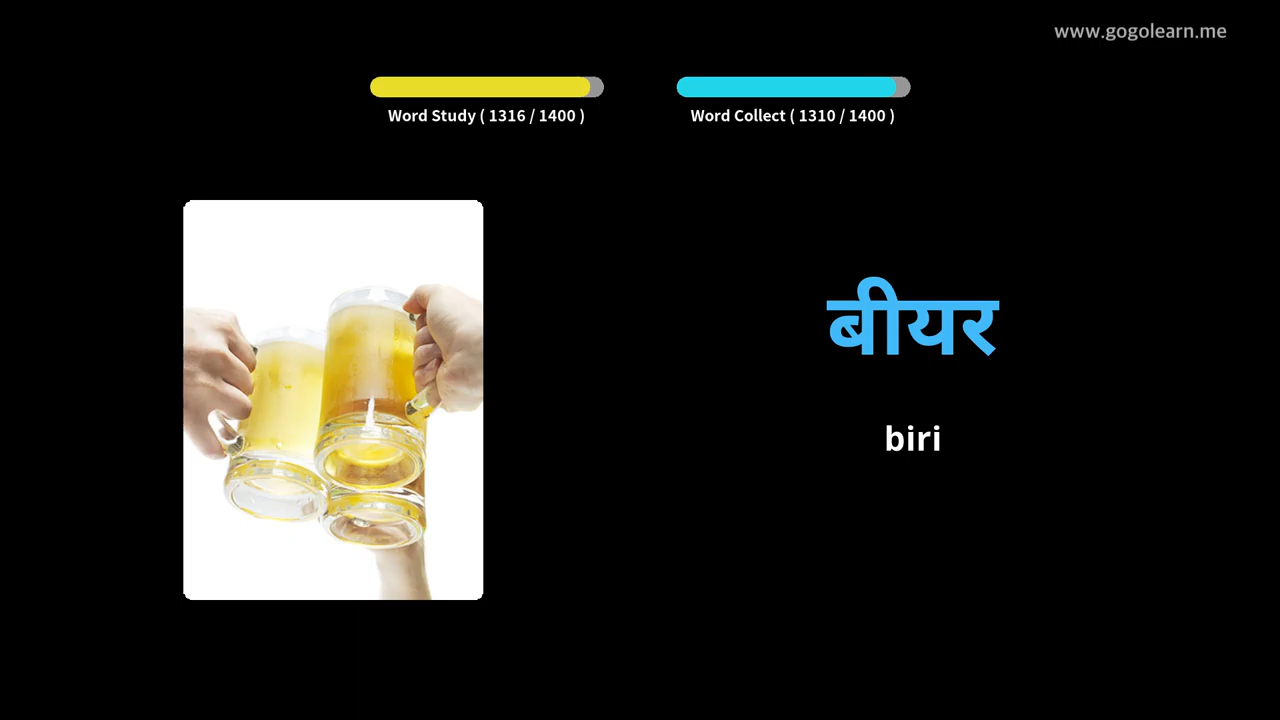 www.gogolearn.me
Word Study ( 1316 / 1400 )
Word Collect ( 1310 / 1400 )
बीयर
biri